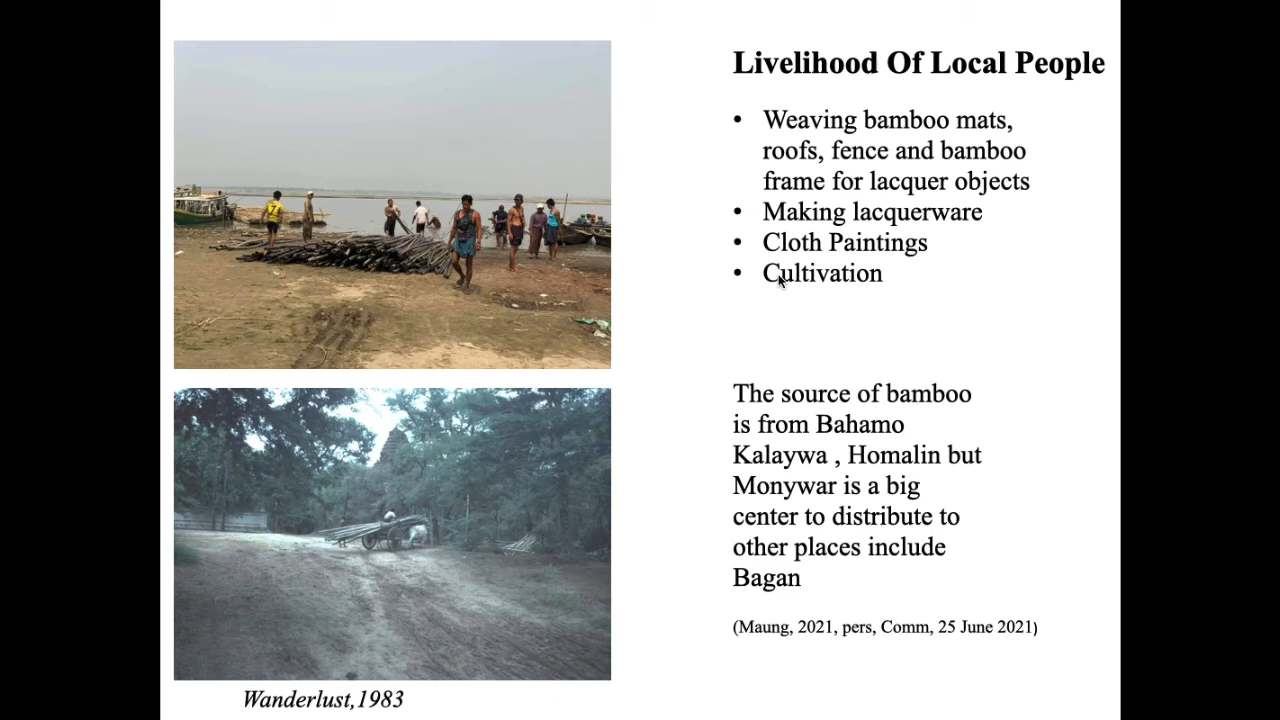 Livelihood Of Local People
• Weaving bamboo mats,
roofs, fence and bamboo
frame for lacquer objects
• Making lacquerware
• Cloth Paintings
• Cultivation
The source of bamboo
is from Bahamo
Kalaywa , Homalin but
Monywar is a big
center to distribute to
other places include
Bagan
(Maung, 2021, pers, Comm, 25 June 2021)
Wanderlust,1983